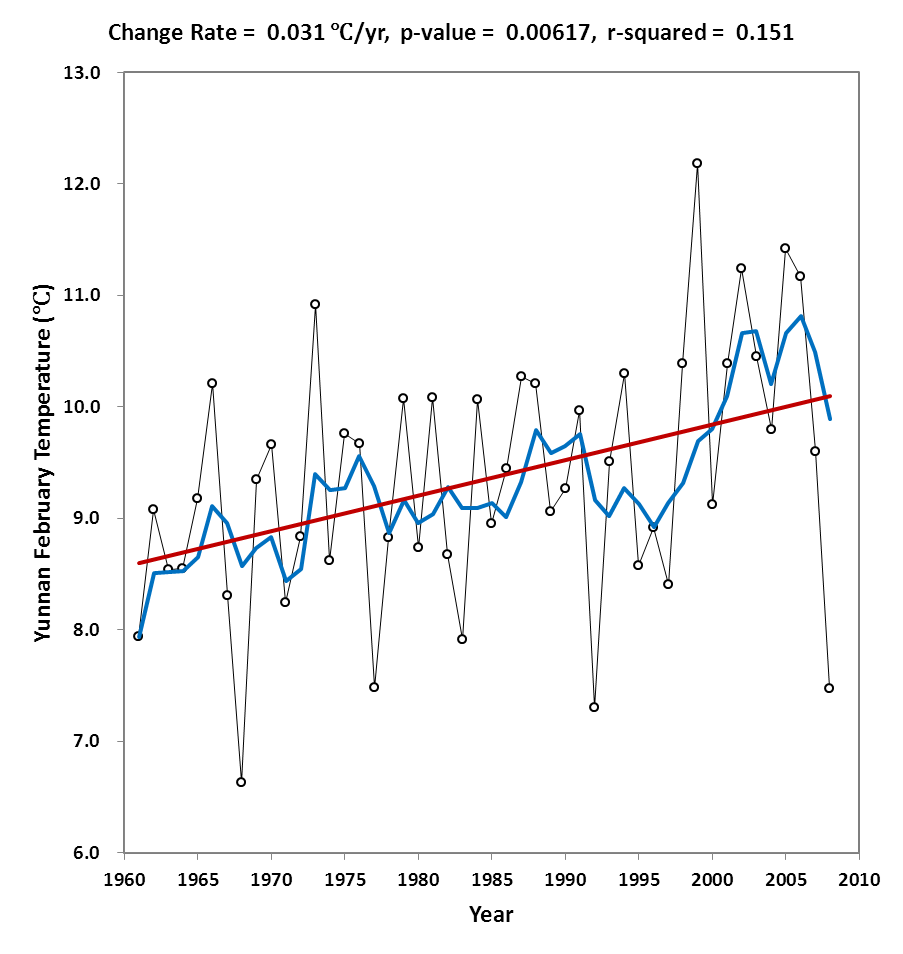 Change Rate = 0.031 °C/yr, p-value = 0.00617, r-squared = 0.151
Yunnan February Temperature (°C)
13.0
12.0
11.0
10.0
9.0
8.0
7.0
6.0
1960 1965 1970 1975 1980 1985 1990 1995 2000 2005 2010
Year